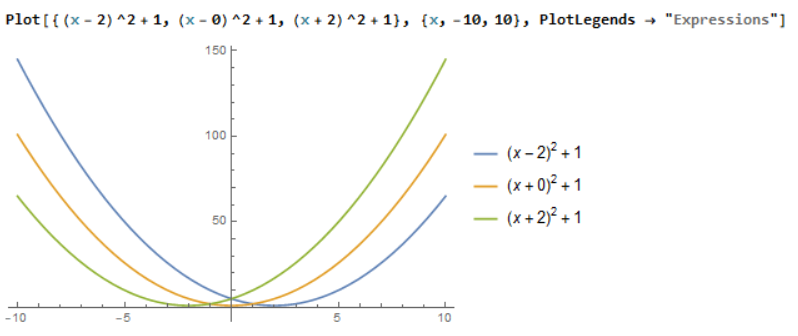 Plot[{(x - 2)^2 + 1, (x - 0)^2 + 1, (x + 2)^2 + 1}, {x, -10, 10}, PlotLegends → "Expressions"]
150
100
50
-10 -5 5 10
(x - 2)² + 1
(x + 0)² + 1
(x + 2)² + 1